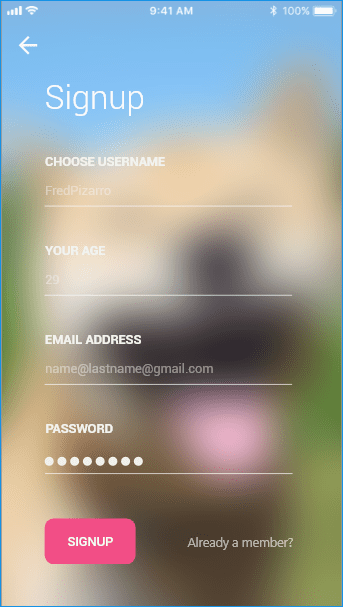 9:41 AM 100%
Signup
CHOOSE USERNAME
FredPizarro
YOUR AGE
29
EMAIL ADDRESS
name@lastname@gmail.com
PASSWORD
SIGNUP Already a member?